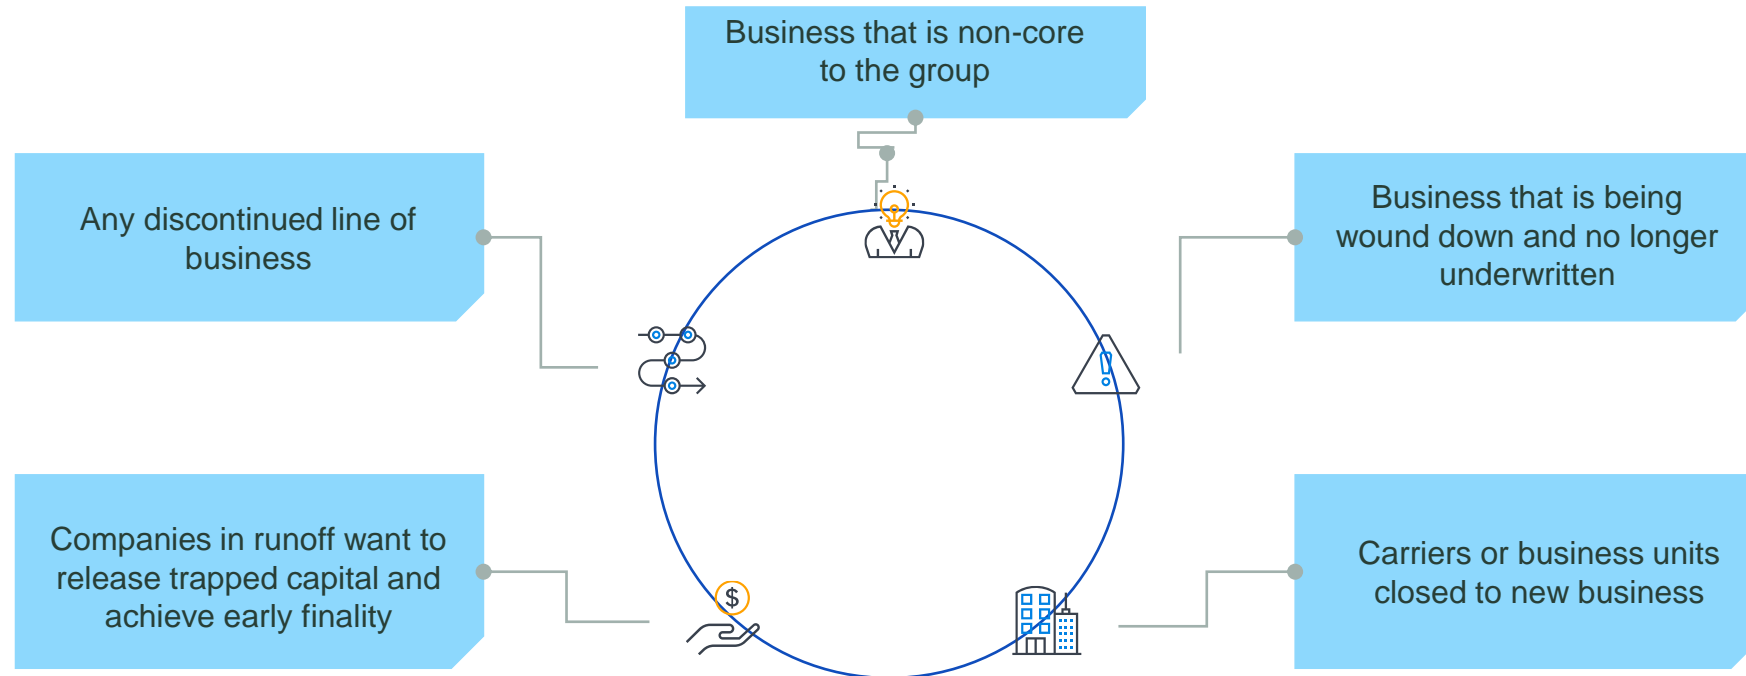 Business that is non-core
to the group
Any discontinued line of
business
Business that is being
wound down and no longer
underwritten
Companies in runoff want to
release trapped capital and
achieve early finality
$
Carriers or business units
closed to new business